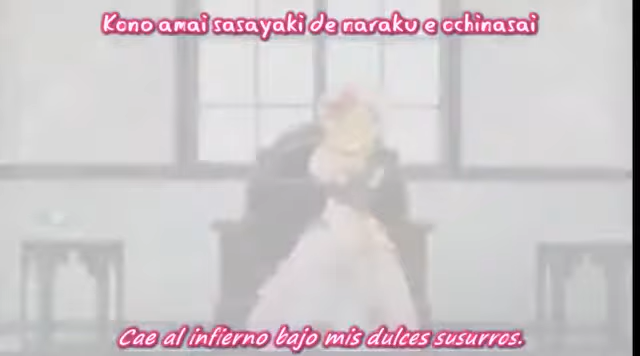 Kono amai sasayaki de naraku e ochinasai
Cae al infierno bajo mis dulces susurros.